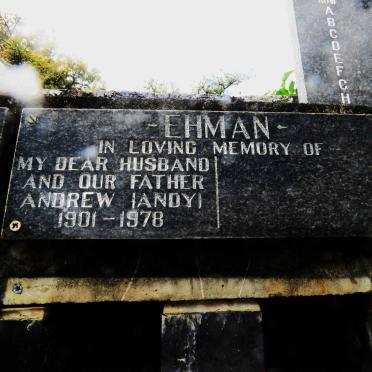 - EHMAN -
IN LOVING MEMORY OF
MY DEAR HUSBAND
AND OUR FATHER
ANDREW (ANDY)
1901 - 1978
A B C D E F C H